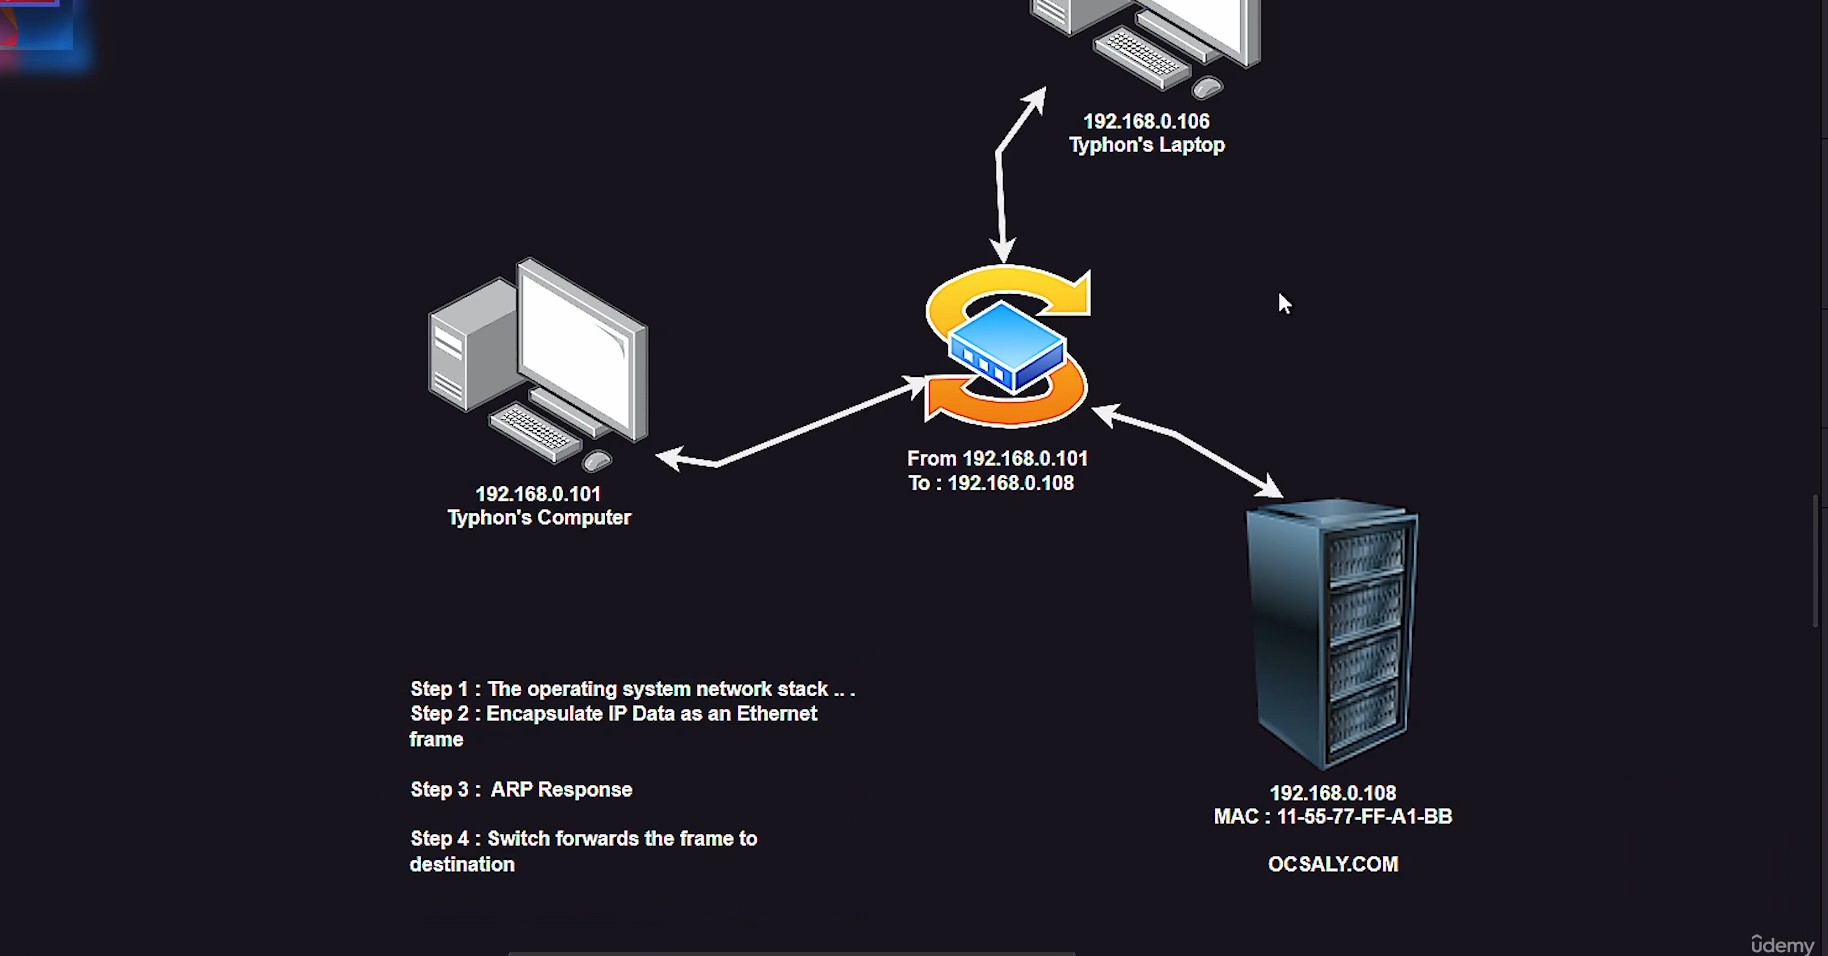 192.168.0.106
Typhon's Laptop
From 192.168.0.101
To : 192.168.0.108
192.168.0.101
Typhon's Computer
Step 1 : The operating system network stack .. .
Step 2 : Encapsulate IP Data as an Ethernet
frame
Step 3 :  ARP Response
Step 4 : Switch forwards the frame to
destination
192.168.0.108
MAC : 11-55-77-FF-A1-BB
OCSALY.COM
ûdemy